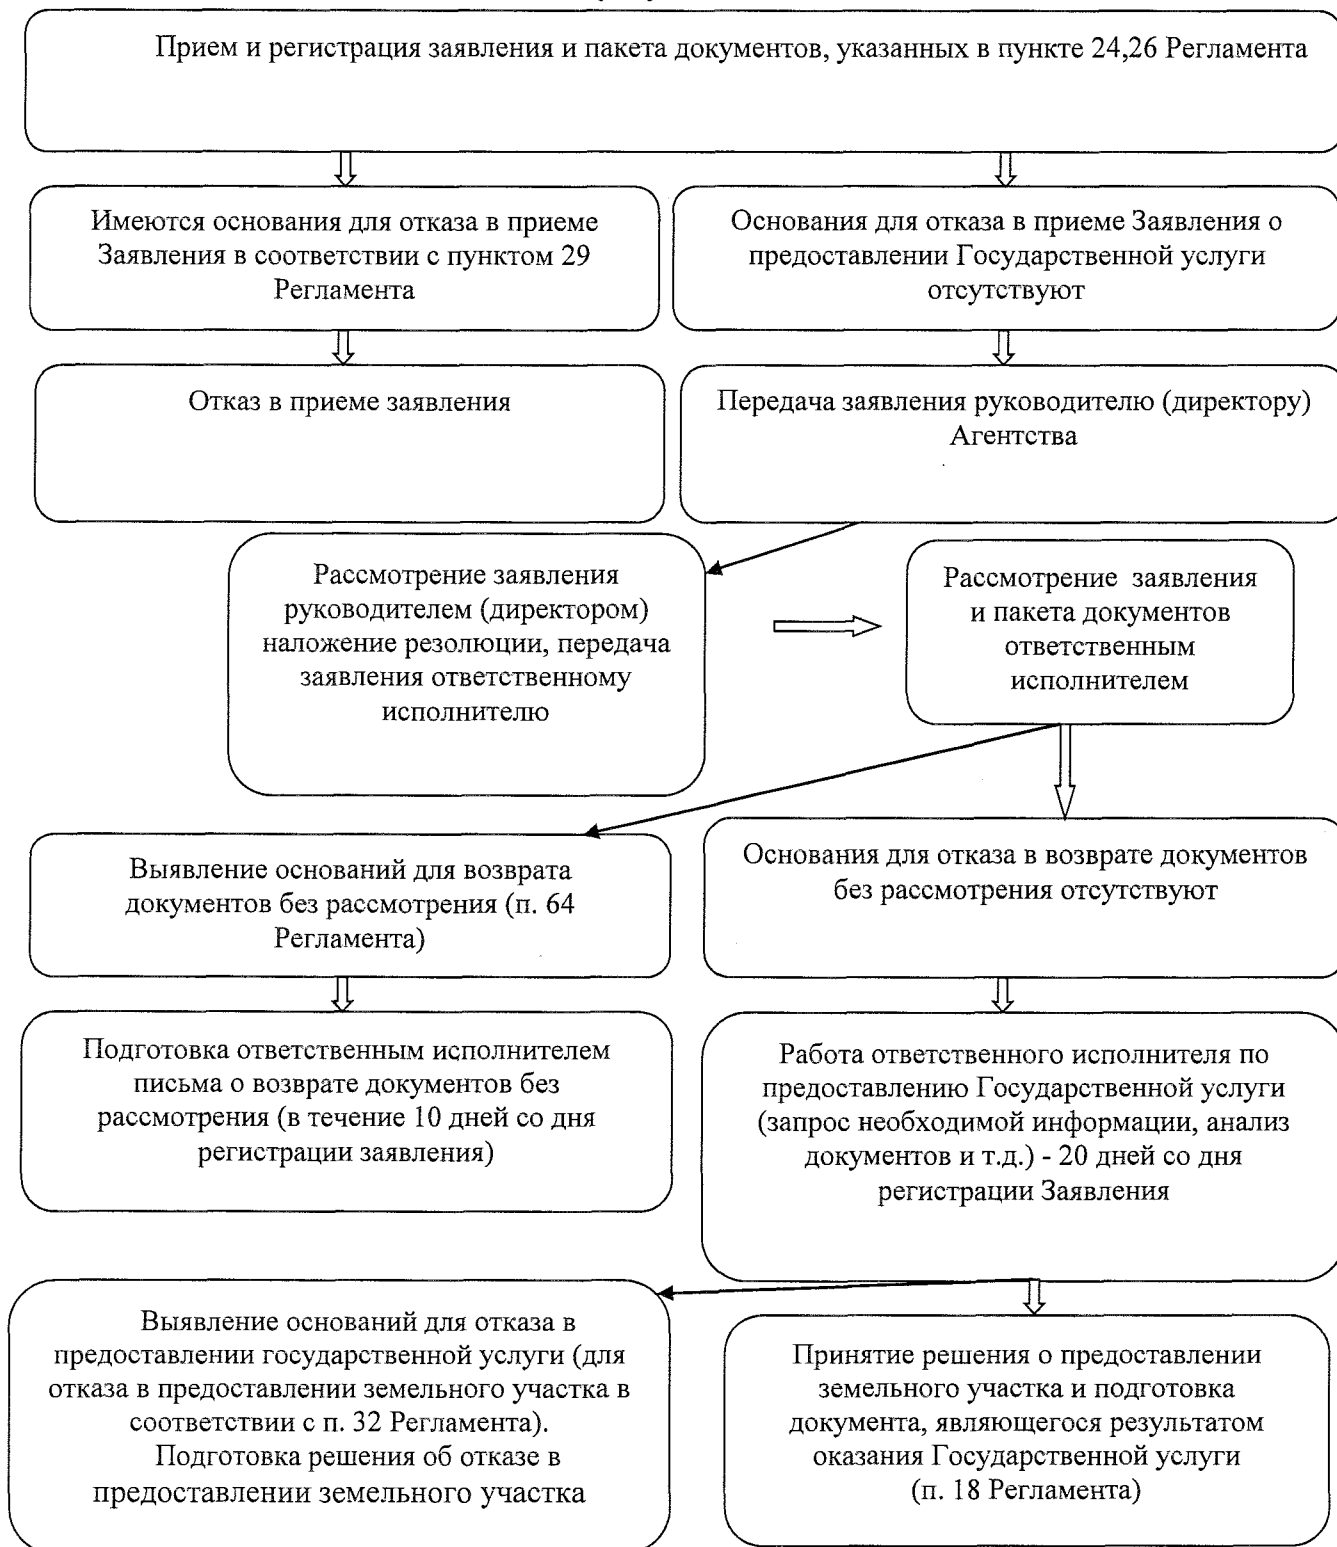 Прием и регистрация заявления и пакета документов, указанных в пункте 24,26 Регламента
Имеются основания для отказа в приеме
Заявления в соответствии с пунктом 29
Регламента
Основания для отказа в приеме Заявления о
предоставлении Государственной услуги
отсутствуют
Отказ в приеме заявления
Передача заявления руководителю (директору)
Агентства
Рассмотрение заявления
руководителем (директором)
наложение резолюции, передача
заявления ответственному
исполнителю
Рассмотрение заявления
и пакета документов
ответственным
исполнителем
Выявление оснований для возврата
документов без рассмотрения (п. 64
Регламента)
Основания для отказа в возврате документов
без рассмотрения отсутствуют
Подготовка ответственным исполнителем
письма о возврате документов без
рассмотрения (в течение 10 дней со дня
регистрации заявления)
Работа ответственного исполнителя по
предоставлению Государственной услуги
(запрос необходимой информации, анализ
документов и т.д.) - 20 дней со дня
регистрации Заявления
Выявление оснований для отказа в
предоставлении государственной услуги (для
отказа в предоставлении земельного участка в
соответствии с п. 32 Регламента).
Подготовка решения об отказе в
предоставлении земельного участка
Принятие решения о предоставлении
земельного участка и подготовка
документа, являющегося результатом
оказания Государственной услуги
(п. 18 Регламента)